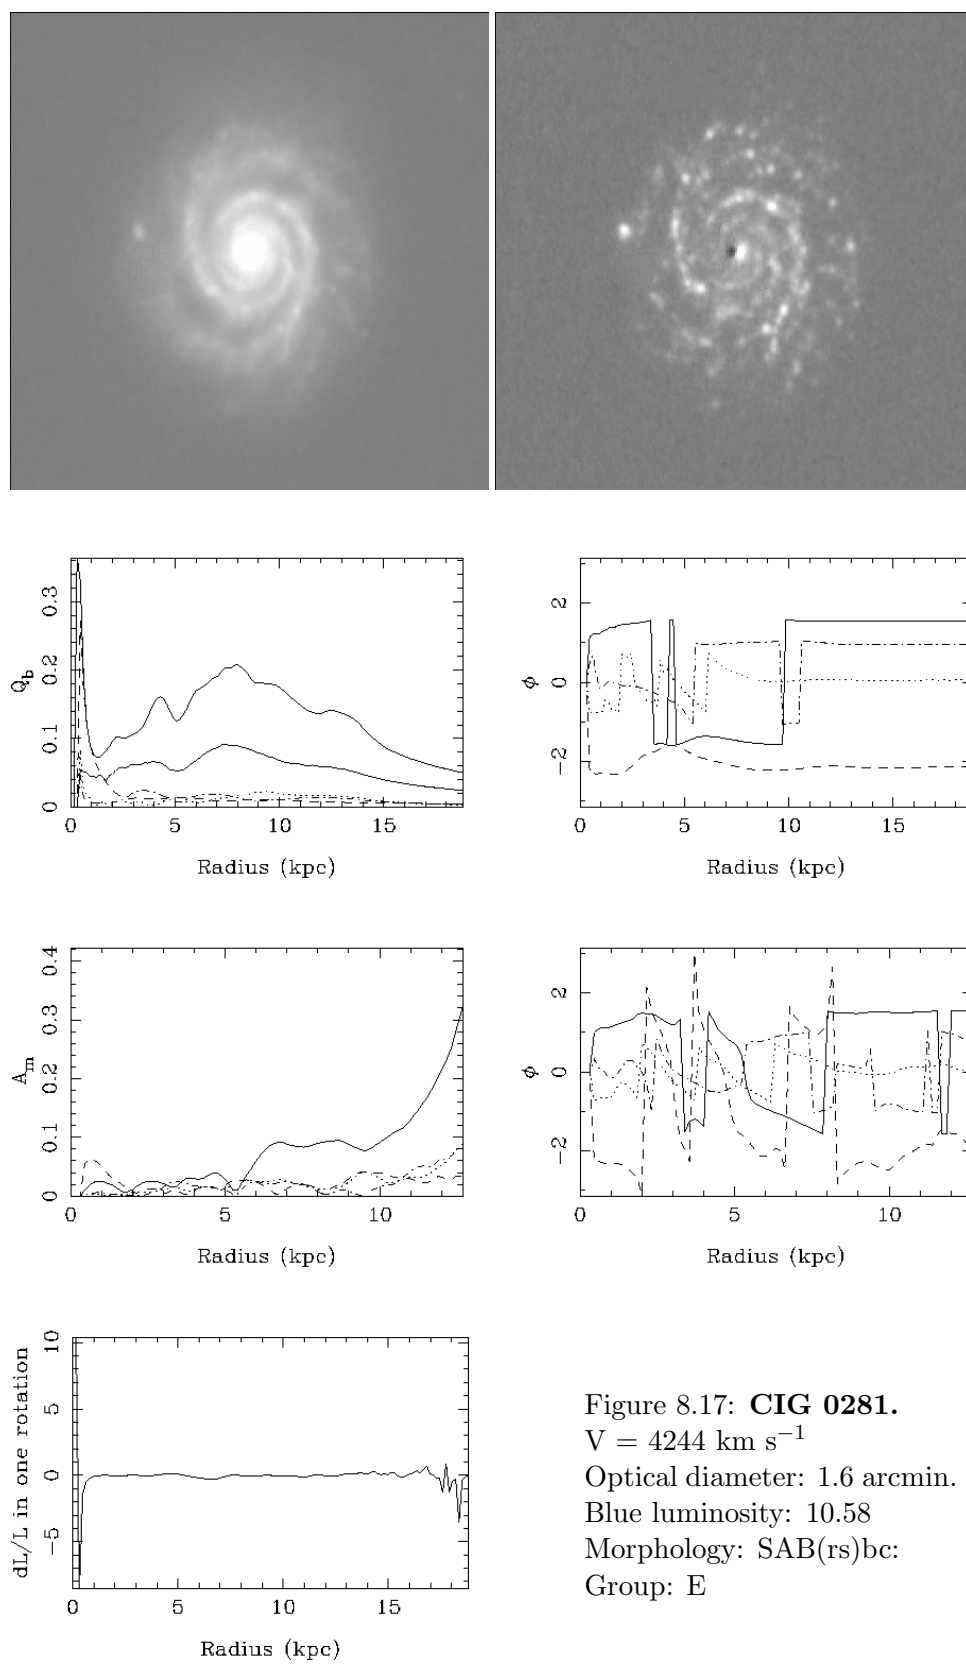 0.3
0.2
0.1
0
Q_b
0 5 10 15
Radius (kpc)
2
0
−2
φ
0 5 10 15
Radius (kpc)
0.4
0.3
0.2
0.1
0
A_m
0 5 10
Radius (kpc)
2
0
−2
φ
0 5 10
Radius (kpc)
10
5
0
−5
dL/L in one rotation
0 5 10 15
Radius (kpc)
Figure 8.17: CIG 0281.
V = 4244 km s⁻¹
Optical diameter: 1.6 arcmin.
Blue luminosity: 10.58
Morphology: SAB(rs)bc:
Group: E